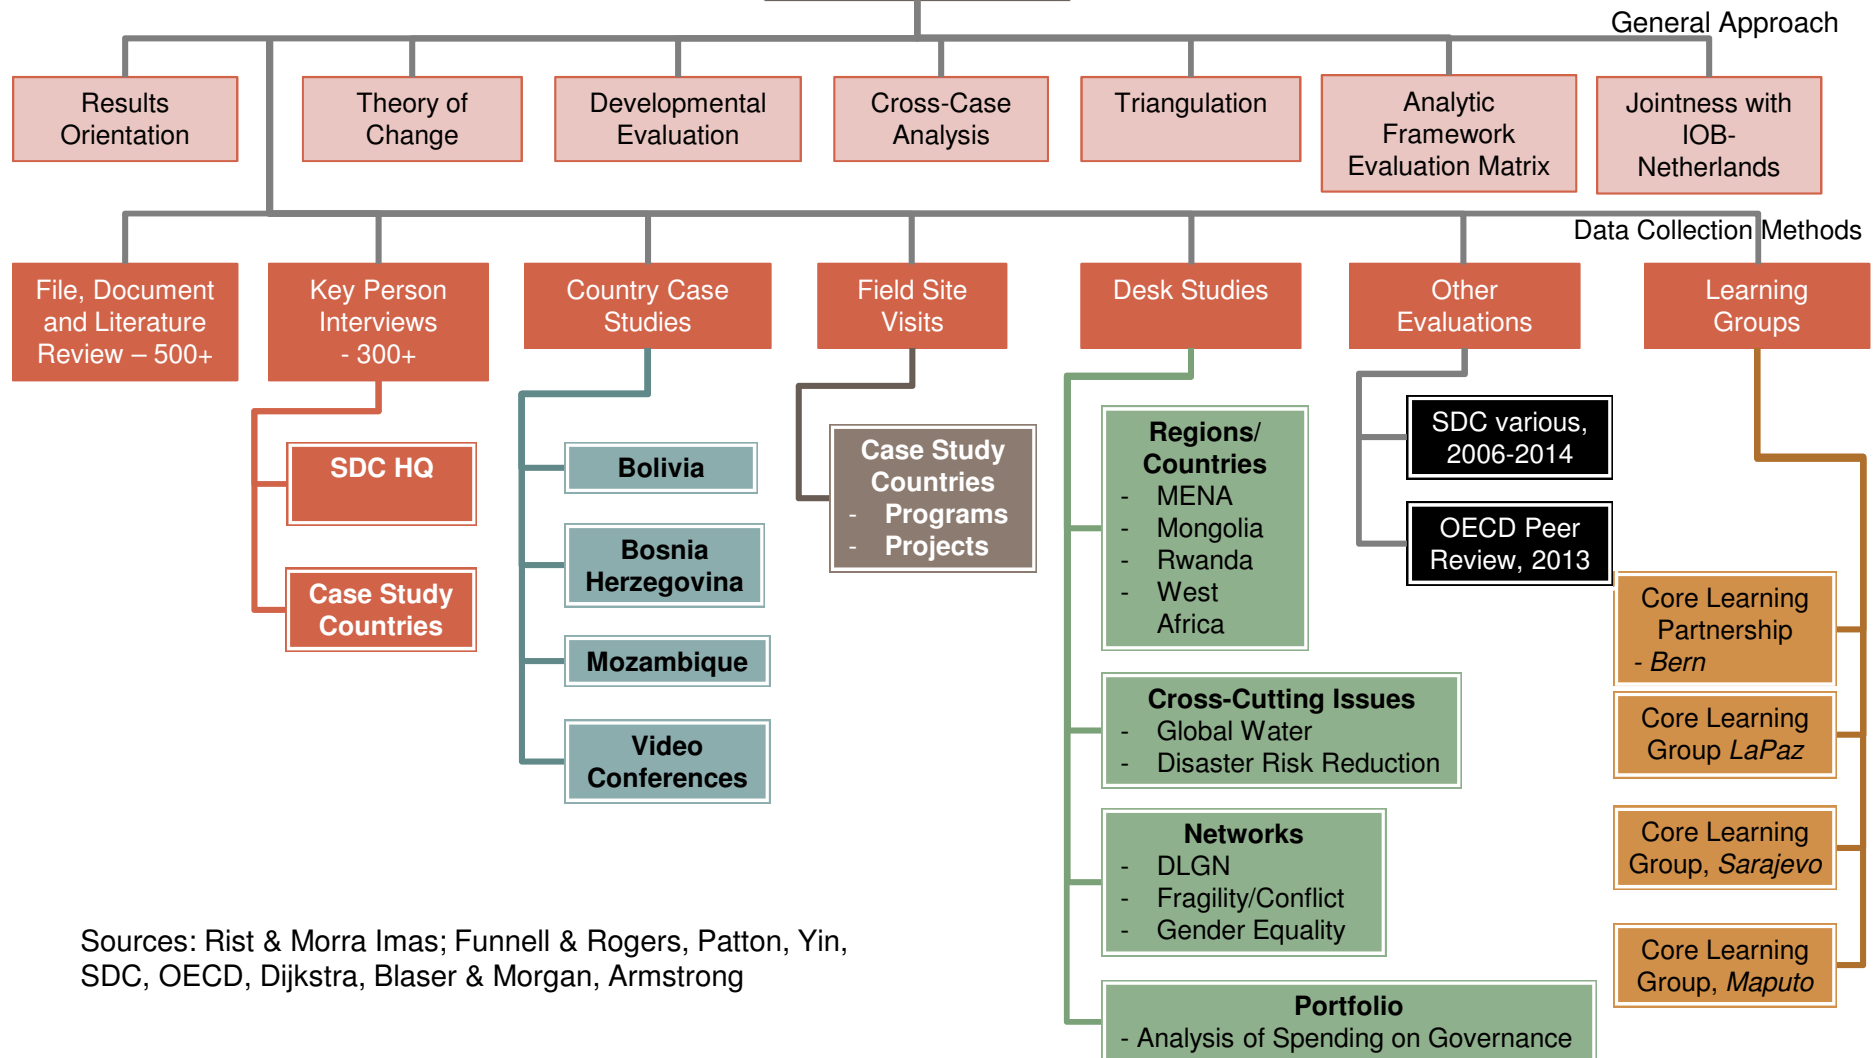 General Approach
Results
Orientation
Theory of
Change
Developmental
Evaluation
Cross-Case
Analysis
Triangulation
Analytic
Framework
Evaluation Matrix
Jointness with
IOB-
Netherlands
Data Collection Methods
File, Document
and Literature
Review – 500+
Key Person
Interviews
- 300+
Country Case
Studies
Field Site
Visits
Desk Studies
Other
Evaluations
Learning
Groups
SDC HQ
Case Study
Countries
Bolivia
Bosnia
Herzegovina
Mozambique
Video
Conferences
Case Study
Countries
- Programs
- Projects
Regions/
Countries
- MENA
- Mongolia
- Rwanda
- West
Africa
Cross-Cutting Issues
- Global Water
- Disaster Risk Reduction
Networks
- DLGN
- Fragility/Conflict
- Gender Equality
Portfolio
- Analysis of Spending on Governance
SDC various,
2006-2014
OECD Peer
Review, 2013
Core Learning
Partnership
- Bern
Core Learning
Group LaPaz
Core Learning
Group, Sarajevo
Core Learning
Group, Maputo
Sources: Rist & Morra Imas; Funnell & Rogers, Patton, Yin,
SDC, OECD, Dijkstra, Blaser & Morgan, Armstrong